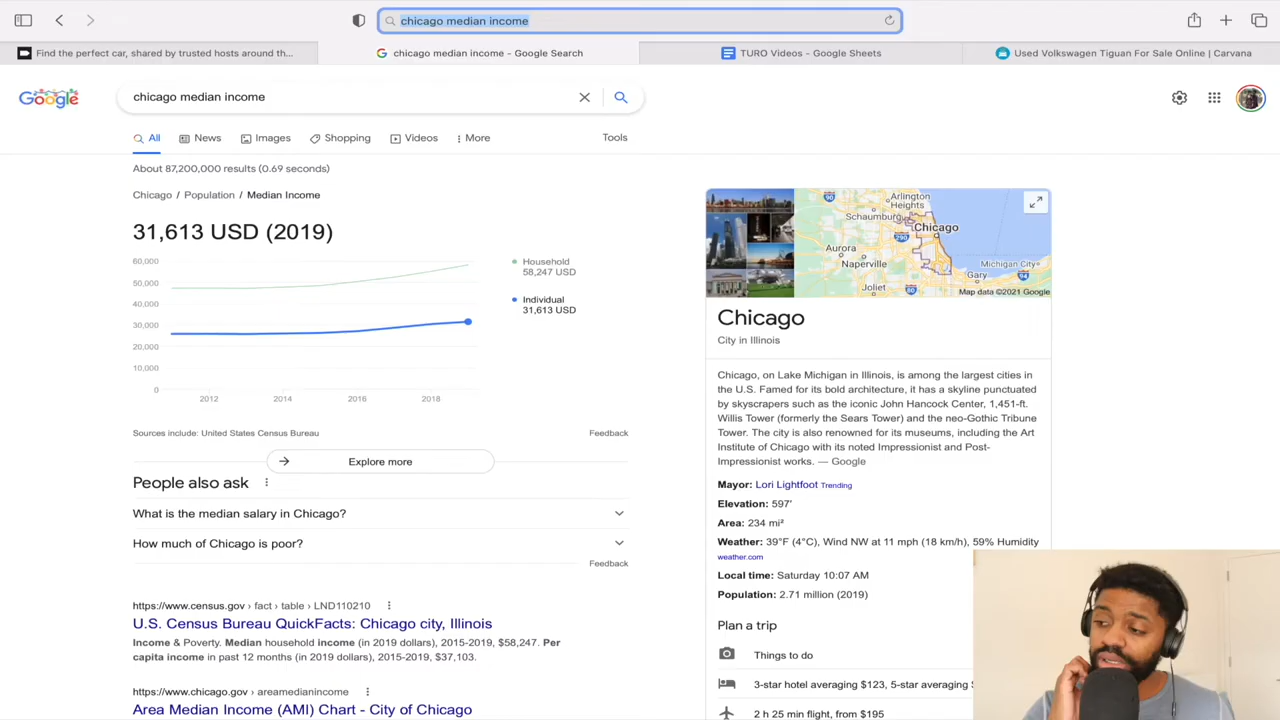 chicago median income
Find the perfect car, shared by trusted hosts around th...
chicago median income - Google Search
TURO Videos - Google Sheets
Used Volkswagen Tiguan For Sale Online | Carvana
Google
chicago median income
All
News
Images
Shopping
Videos
More
Tools
About 87,200,000 results (0.69 seconds)
Chicago / Population / Median Income
31,613 USD (2019)
60,000
50,000
40,000
30,000
20,000
10,000
0
2012
2014
2016
2018
Household
58,247 USD
Individual
31,613 USD
Sources include: United States Census Bureau
Feedback
Explore more
People also ask
What is the median salary in Chicago?
How much of Chicago is poor?
Feedback
https://www.census.gov › fact › table › LND110210
U.S. Census Bureau QuickFacts: Chicago city, Illinois
Income & Poverty. Median household income (in 2019 dollars), 2015-2019, $58,247. Per
capita income in past 12 months (in 2019 dollars), 2015-2019, $37,103.
https://www.chicago.gov › areamedianincome
Area Median Income (AMI) Chart - City of Chicago
90
Arlington
Heights
Schaumburg
Chicago
290
Aurora
Naperville
Joliet
80
Gary
Michigan City
94
Map data ©2021 Google
Chicago
City in Illinois
Chicago, on Lake Michigan in Illinois, is among the largest cities in
the U.S. Famed for its bold architecture, it has a skyline punctuated
by skyscrapers such as the iconic John Hancock Center, 1,451-ft.
Willis Tower (formerly the Sears Tower) and the neo-Gothic Tribune
Tower. The city is also renowned for its museums, including the Art
Institute of Chicago with its noted Impressionist and Post-
Impressionist works. — Google
Mayor: Lori Lightfoot Trending
Elevation: 597′
Area: 234 mi²
Weather: 39°F (4°C), Wind NW at 11 mph (18 km/h), 59% Humidity
weather.com
Local time: Saturday 10:07 AM
Population: 2.71 million (2019)
Plan a trip
Things to do
3-star hotel averaging $123, 5-star averaging $
2 h 25 min flight, from $195